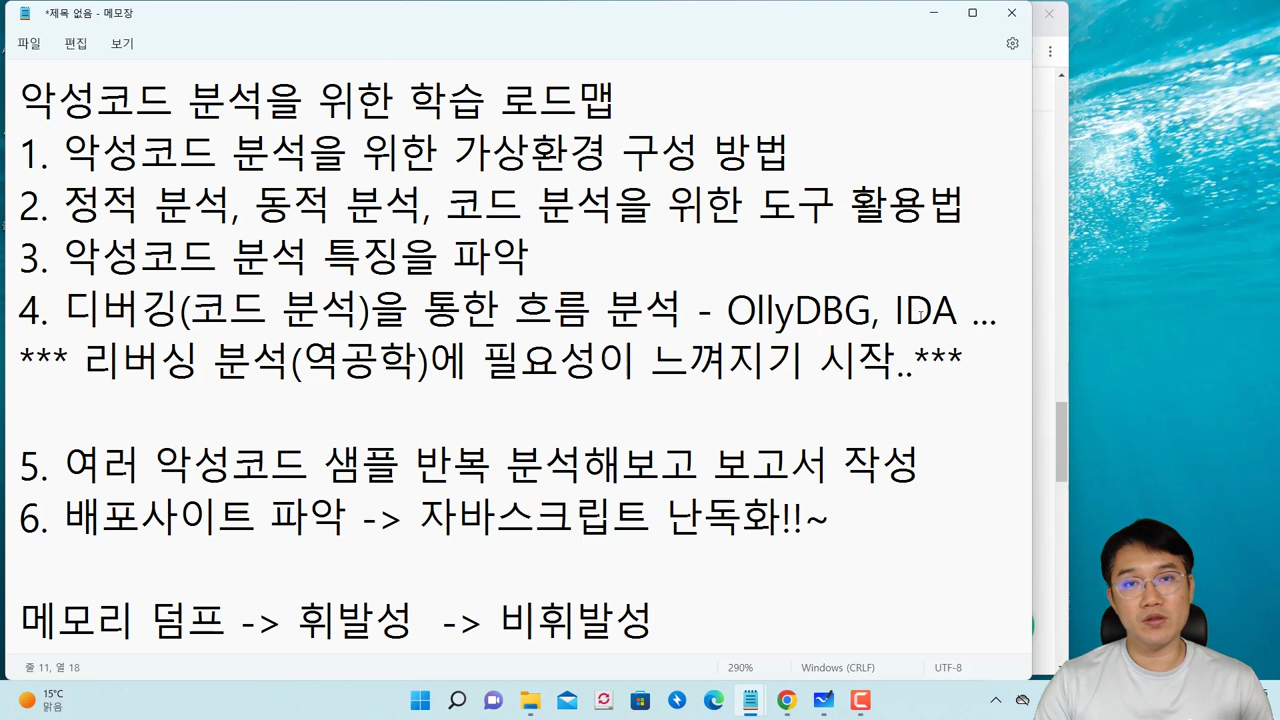 *제목 없음 - 메모장
파일 편집 보기
악성코드 분석을 위한 학습 로드맵
1. 악성코드 분석을 위한 가상환경 구성 방법
2. 정적 분석, 동적 분석, 코드 분석을 위한 도구 활용법
3. 악성코드 분석 특징을 파악
4. 디버깅(코드 분석)을 통한 흐름 분석 - OllyDBG, IDA ...
*** 리버싱 분석(역공학)에 필요성이 느껴지기 시작..***
5. 여러 악성코드 샘플 반복 분석해보고 보고서 작성
6. 배포사이트 파악 -> 자바스크립트 난독화!!~
메모리 덤프 -> 휘발성 -> 비휘발성
줄 11, 열 18 290% Windows (CRLF) UTF-8
15°C
맑음